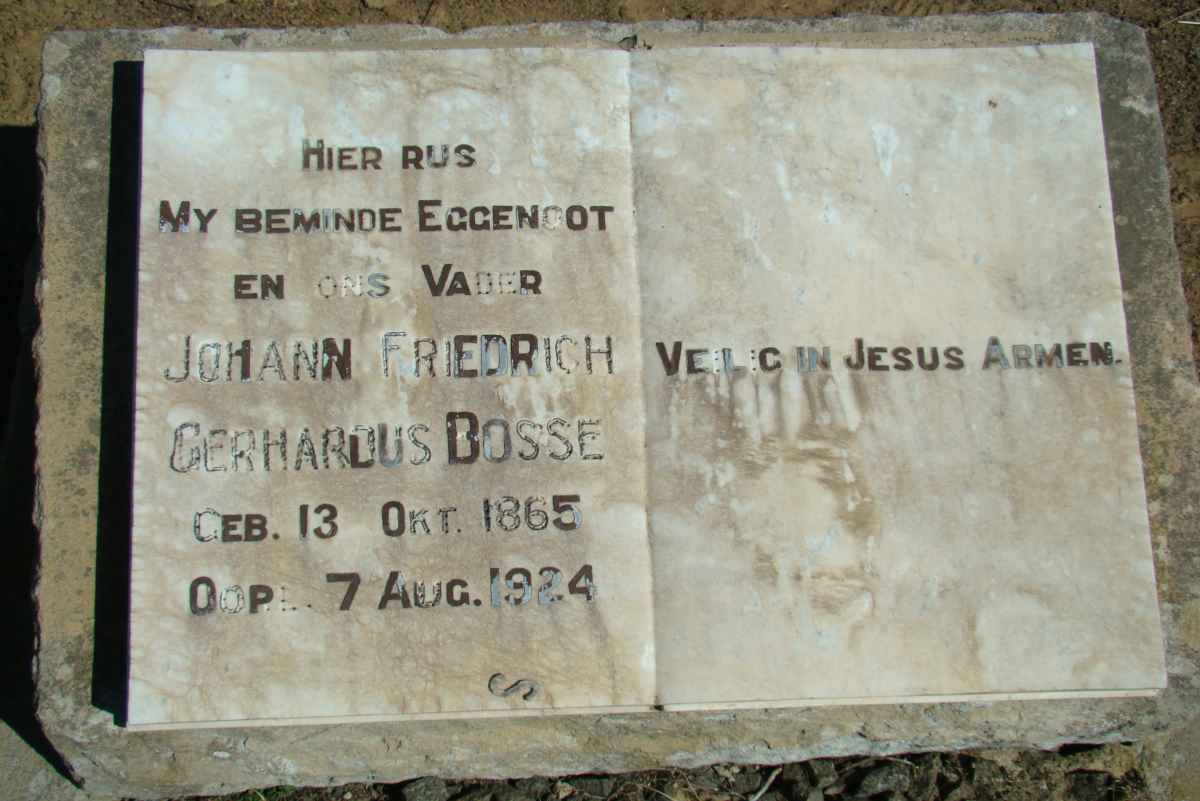 HIER RUS
MY BEMINDE EGGENOOT
EN ONS VADER
JOHANN FRIEDRICH
GERHARDUS BOSSE
GEB. 13 OKT. 1865
OORL. 7 AUG. 1924
S
VEILIG IN JESUS ARMEN.